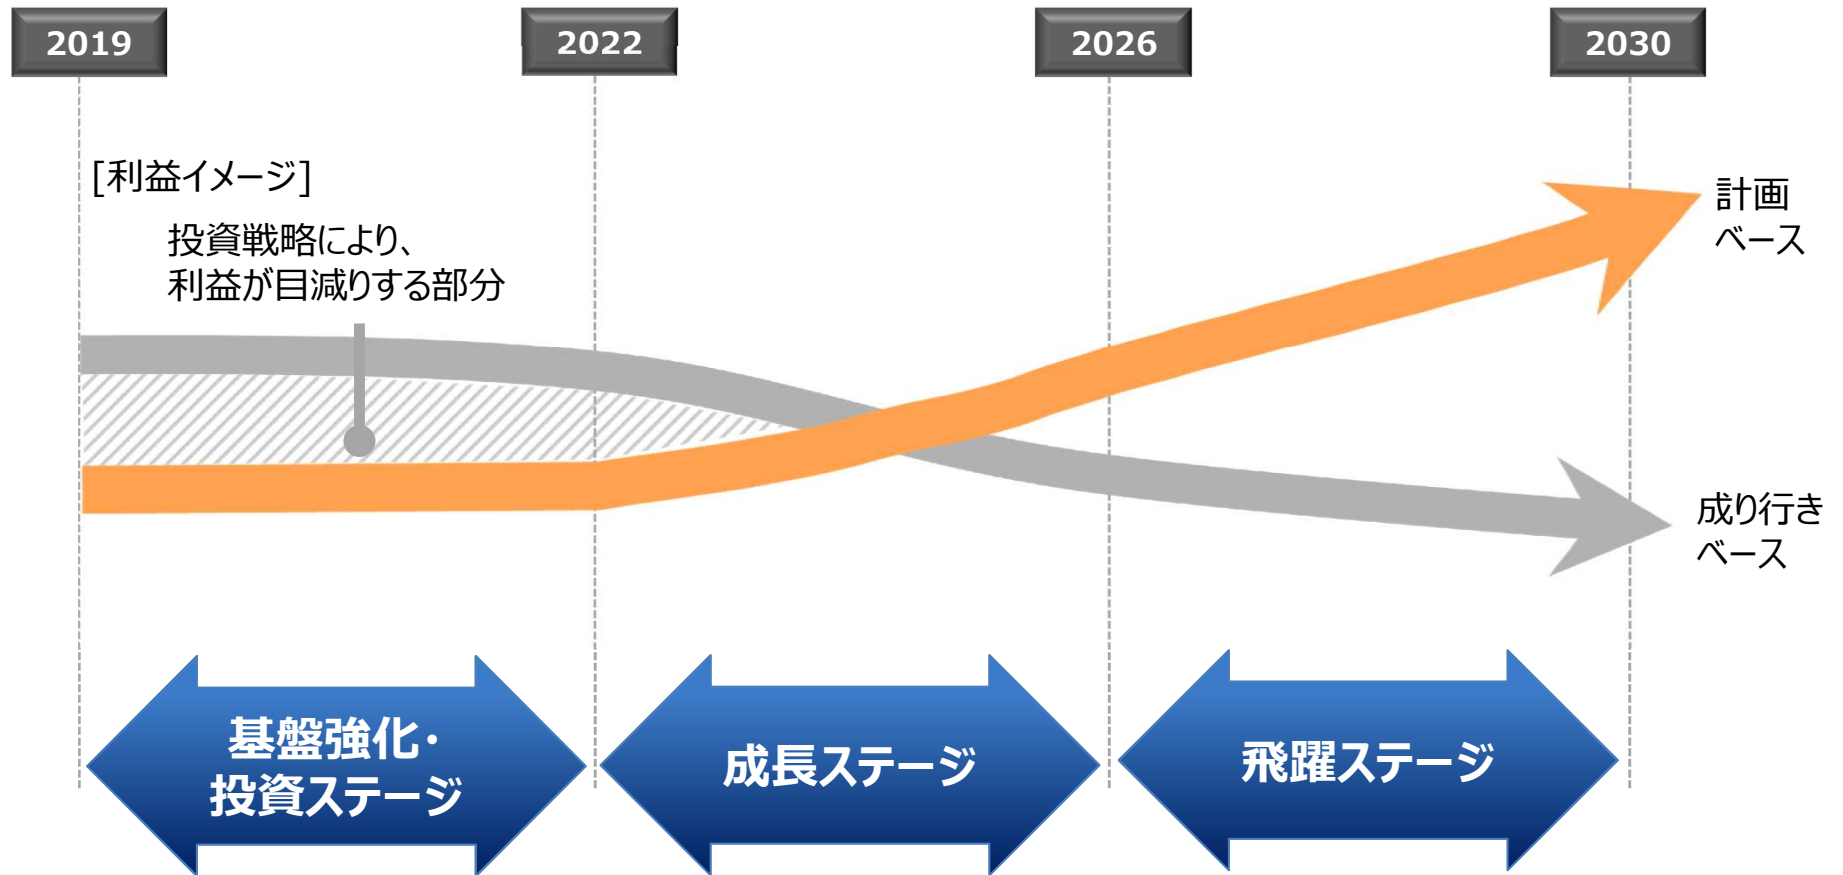 2019
2022
2026
2030
[利益イメージ]
投資戦略により、
利益が目減りする部分
計画
ベース
成り行き
ベース
基盤強化・
投資ステージ
成長ステージ
飛躍ステージ